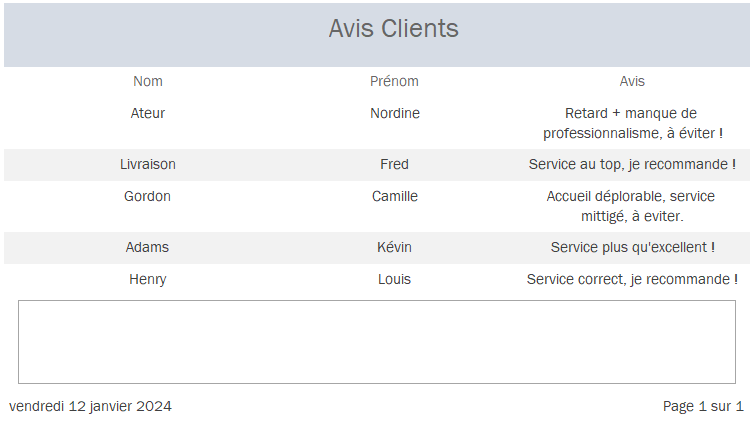 Avis Clients
Nom Prénom Avis
Ateur Nordine Retard + manque de
professionnalisme, à éviter !
Livraison Fred Service au top, je recommande !
Gordon Camille Accueil déplorable, service
mittigé, à eviter.
Adams Kévin Service plus qu'excellent !
Henry Louis Service correct, je recommande !
vendredi 12 janvier 2024 Page 1 sur 1